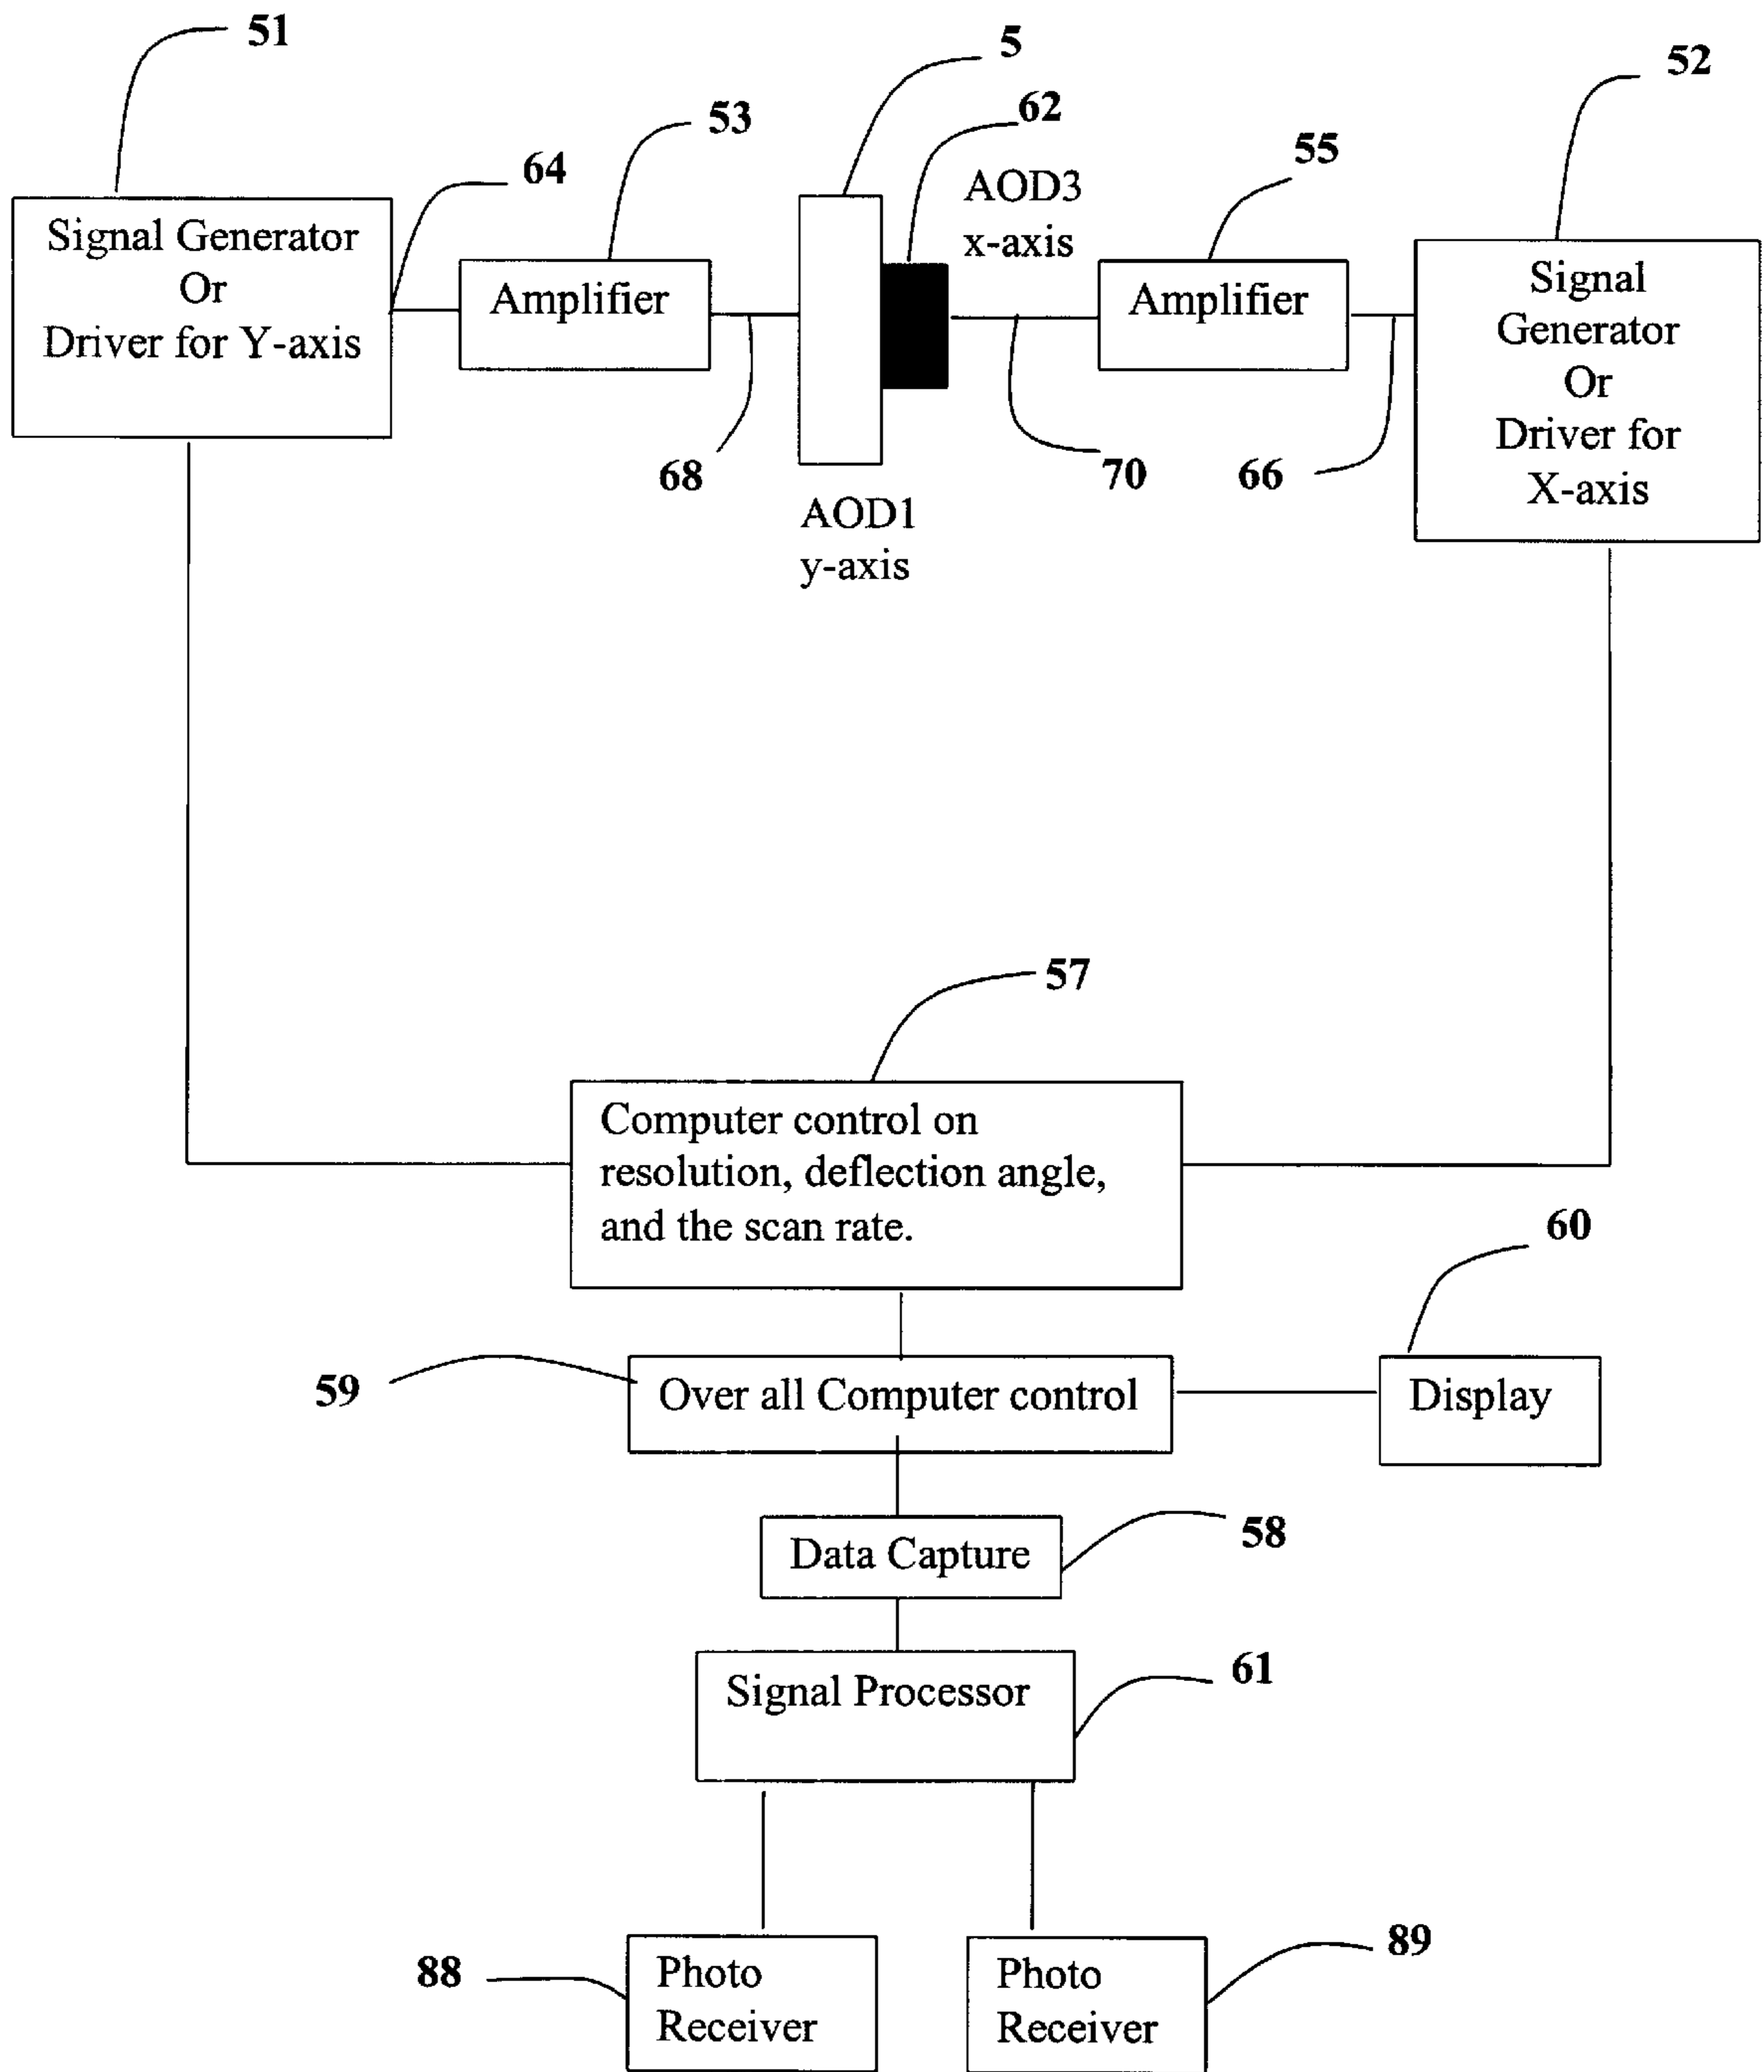 51
5
52
62
53
55
64
AOD3
x-axis
Signal Generator
Or
Driver for Y-axis
Amplifier
Amplifier
Signal
Generator
Or
Driver for
X-axis
68
70
66
AOD1
y-axis
57
Computer control on
resolution, deflection angle,
and the scan rate.
60
59
Over all Computer control
Display
58
Data Capture
61
Signal Processor
89
88
Photo
Receiver
Photo
Receiver